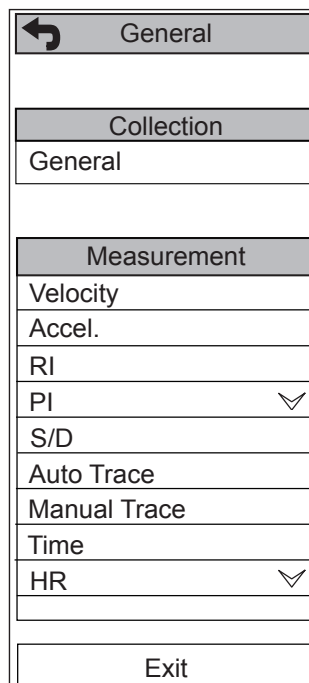 General
Collection
General
Measurement
Velocity
Accel.
RI
PI
S/D
Auto Trace
Manual Trace
Time
HR
Exit